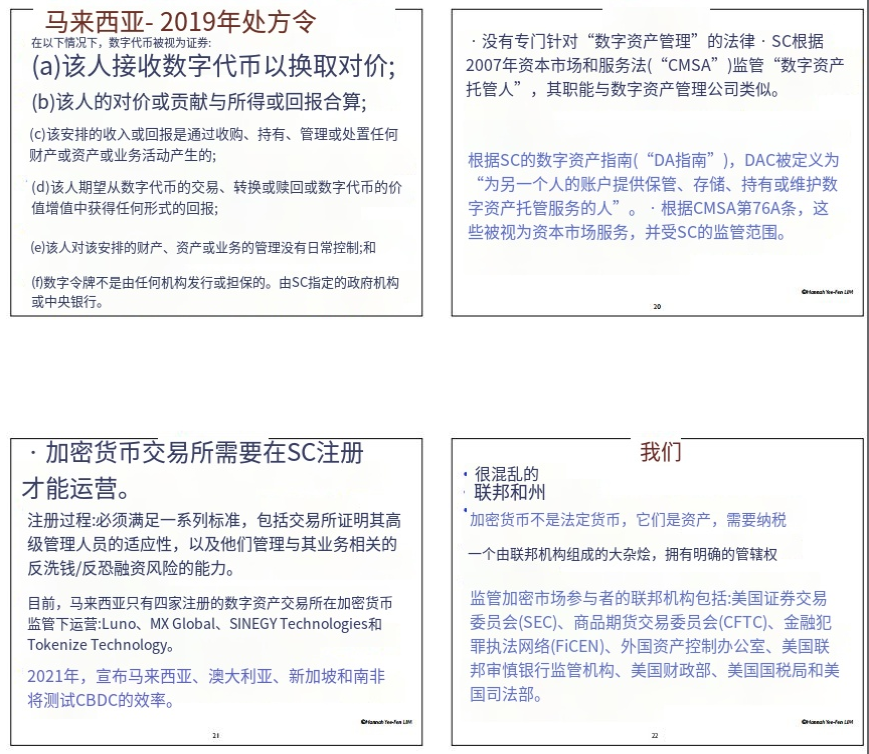 马来西亚- 2019年处方令
在以下情况下，数字代币被视为证券:
(a)该人接收数字代币以换取对价;
(b)该人的对价或贡献与所得或回报合算;
(c)该安排的收入或回报是通过收购、持有、管理或处置任何
财产或资产或业务活动产生的;
(d)该人期望从数字代币的交易、转换或赎回或数字代币的价
值增值中获得任何形式的回报;
(e)该人对该安排的财产、资产或业务的管理没有日常控制;和
(f)数字令牌不是由任何机构发行或担保的。由SC指定的政府机构
或中央银行。
· 没有专门针对“数字资产管理”的法律 · SC根据
2007年资本市场和服务法(“CMSA”)监管“数字资产
托管人”，其职能与数字资产管理公司类似。
根据SC的数字资产指南(“DA指南”)，DAC被定义为
“为另一个人的账户提供保管、存储、持有或维护数
字资产托管服务的人”。 · 根据CMSA第76A条，这
些被视为资本市场服务，并受SC的监管范围。
©Hannah Yee-Fen LIM
20
· 加密货币交易所需要在SC注册
才能运营。
注册过程:必须满足一系列标准，包括交易所证明其高
级管理人员的适应性，以及他们管理与其业务相关的
反洗钱/反恐融资风险的能力。
目前，马来西亚只有四家注册的数字资产交易所在加密货币
监管下运营:Luno、MX Global、SINEGY Technologies和
Tokenize Technology。
2021年，宣布马来西亚、澳大利亚、新加坡和南非
将测试CBDC的效率。
©Hannah Yee-Fen LIM
21
我们
• 很混乱的
• 联邦和州
• 加密货币不是法定货币，它们是资产，需要纳税
一个由联邦机构组成的大杂烩，拥有明确的管辖权
监管加密市场参与者的联邦机构包括:美国证券交易
委员会(SEC)、商品期货交易委员会(CFTC)、金融犯
罪执法网络(FiCEN)、外国资产控制办公室、美国联
邦审慎银行监管机构、美国财政部、美国国税局和美
国司法部。
©Hannah Yee-Fen LIM
22